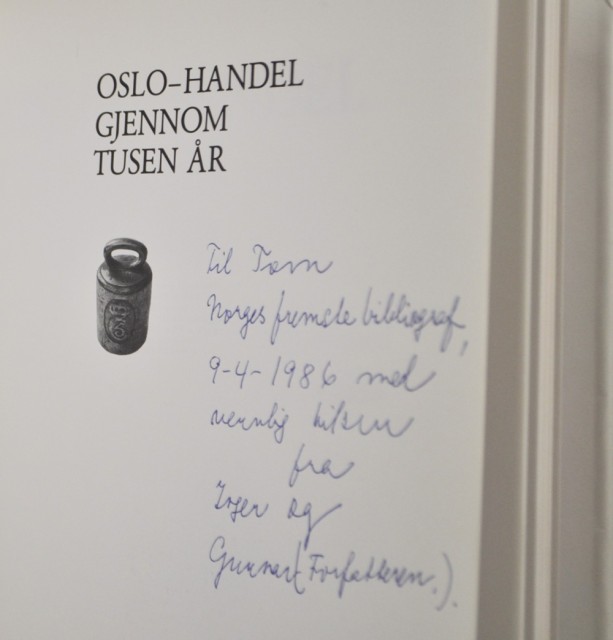 OSLO-HANDEL
GJENNOM
TUSEN ÅR
Til Tom
Norges fremste bibliograf,
9-4-1986 med
vennlig hilsen
fra
Inger og
Gunnar (Forfatteren.).